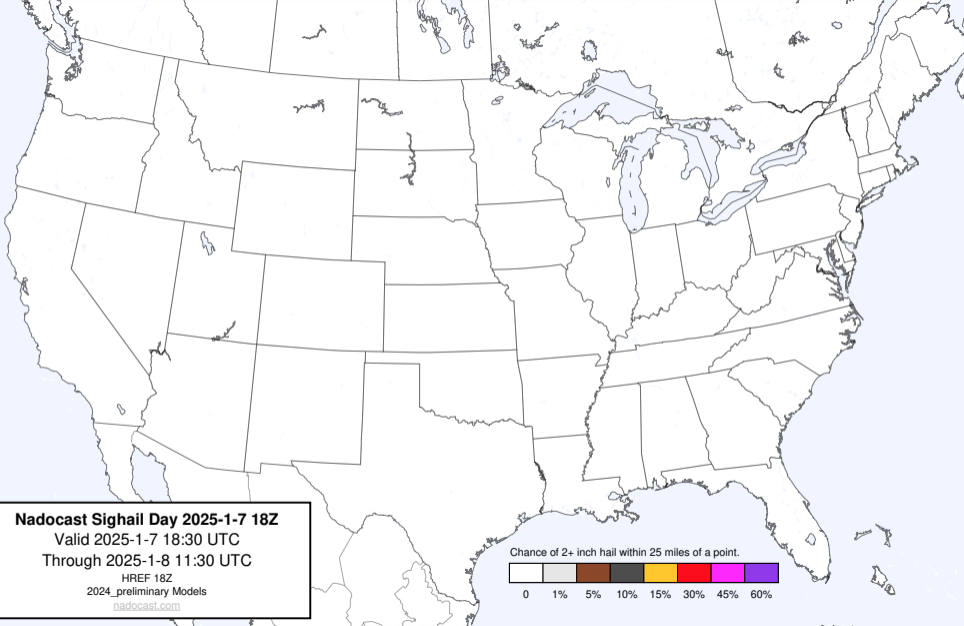 Nadocast Sighail Day 2025-1-7 18Z
Valid 2025-1-7 18:30 UTC
Through 2025-1-8 11:30 UTC
HREF 18Z
2024_preliminary Models
nadocast.com
Chance of 2+ inch hail within 25 miles of a point.
0 1% 5% 10% 15% 30% 45% 60%